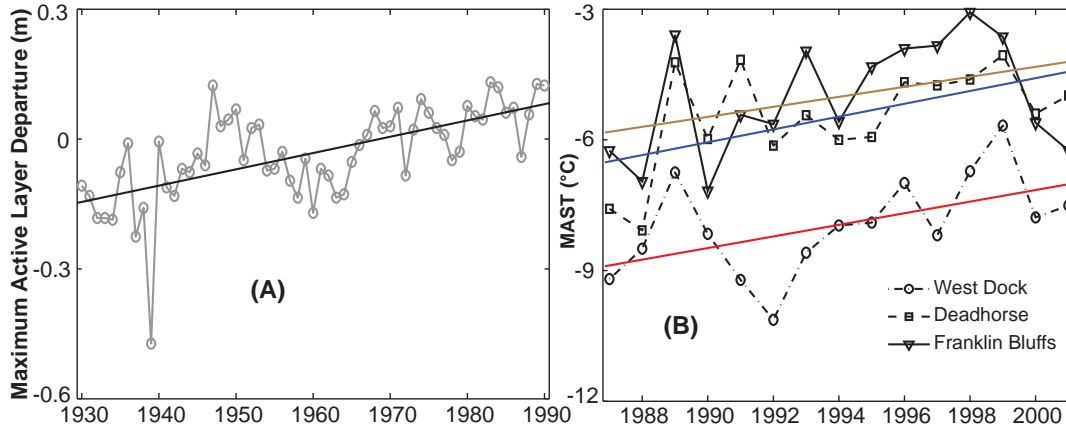 Maximum Active Layer Departure (m)
0.3
0
-0.3
-0.6
(A)
1930 1940 1950 1960 1970 1980 1990
MAST (°C)
-3
-6
-9
-12
(B)
West Dock
Deadhorse
Franklin Bluffs
1988 1990 1992 1994 1996 1998 2000